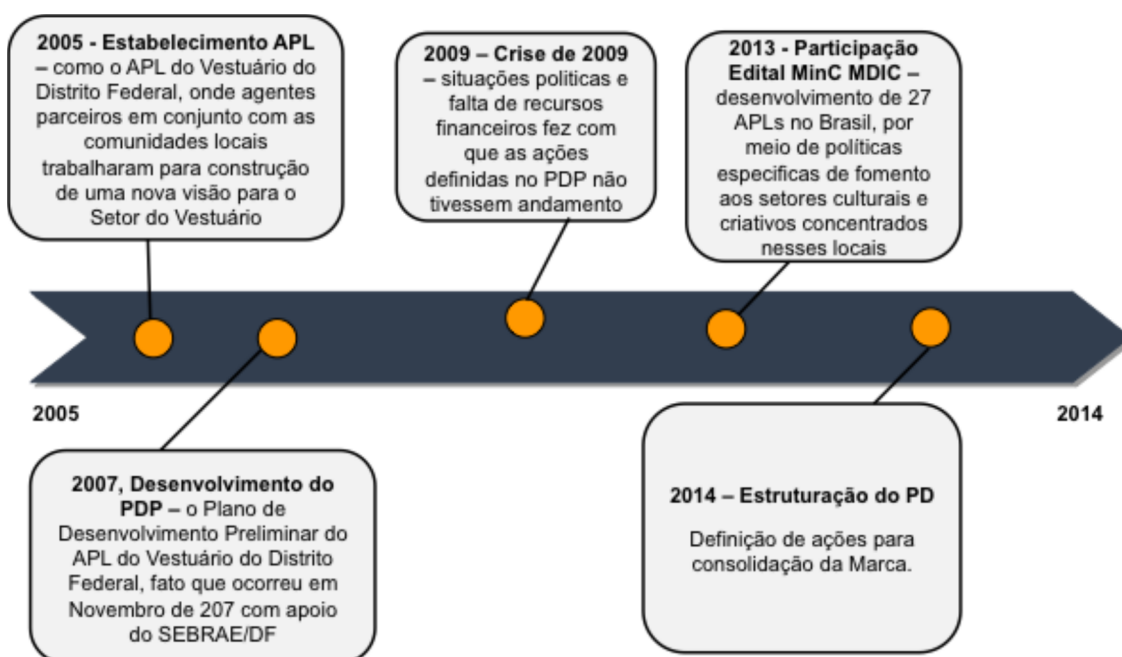 2005 - Estabelecimento APL
– como o APL do Vestuário do
Distrito Federal, onde agentes
parceiros em conjunto com as
comunidades locais
trabalharam para construção
de uma nova visão para o
Setor do Vestuário
2009 – Crise de 2009
– situações politicas e
falta de recursos
financeiros fez com
que as ações
definidas no PDP não
tivessem andamento
2013 - Participação
Edital MinC MDIC –
desenvolvimento de 27
APLs no Brasil, por
meio de políticas
especificas de fomento
aos setores culturais e
criativos concentrados
nesses locais
2005
2014
2007, Desenvolvimento do
PDP – o Plano de
Desenvolvimento Preliminar do
APL do Vestuário do Distrito
Federal, fato que ocorreu em
Novembro de 207 com apoio
do SEBRAE/DF
2014 – Estruturação do PD
Definição de ações para
consolidação da Marca.